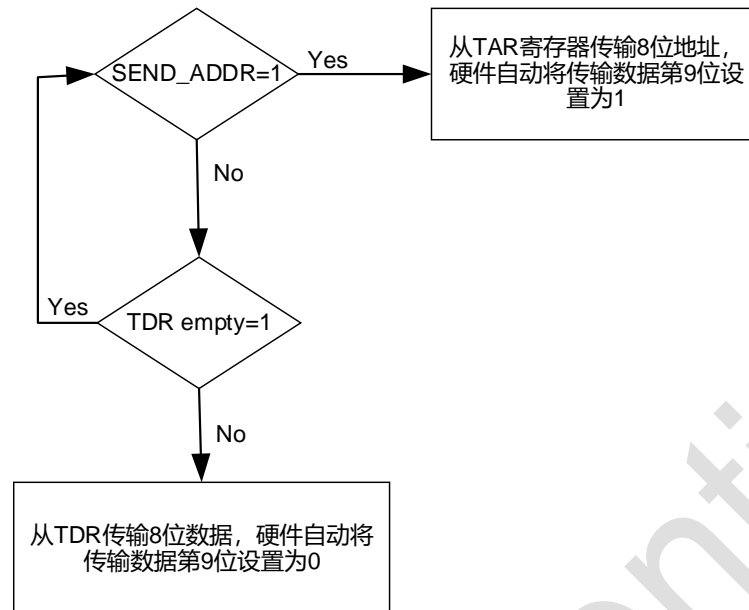 SEND_ADDR=1
Yes
从TAR寄存器传输8位地址，
硬件自动将传输数据第9位设
置为1
No
Yes
TDR empty=1
No
从TDR传输8位数据，硬件自动将
传输数据第9位设置为0